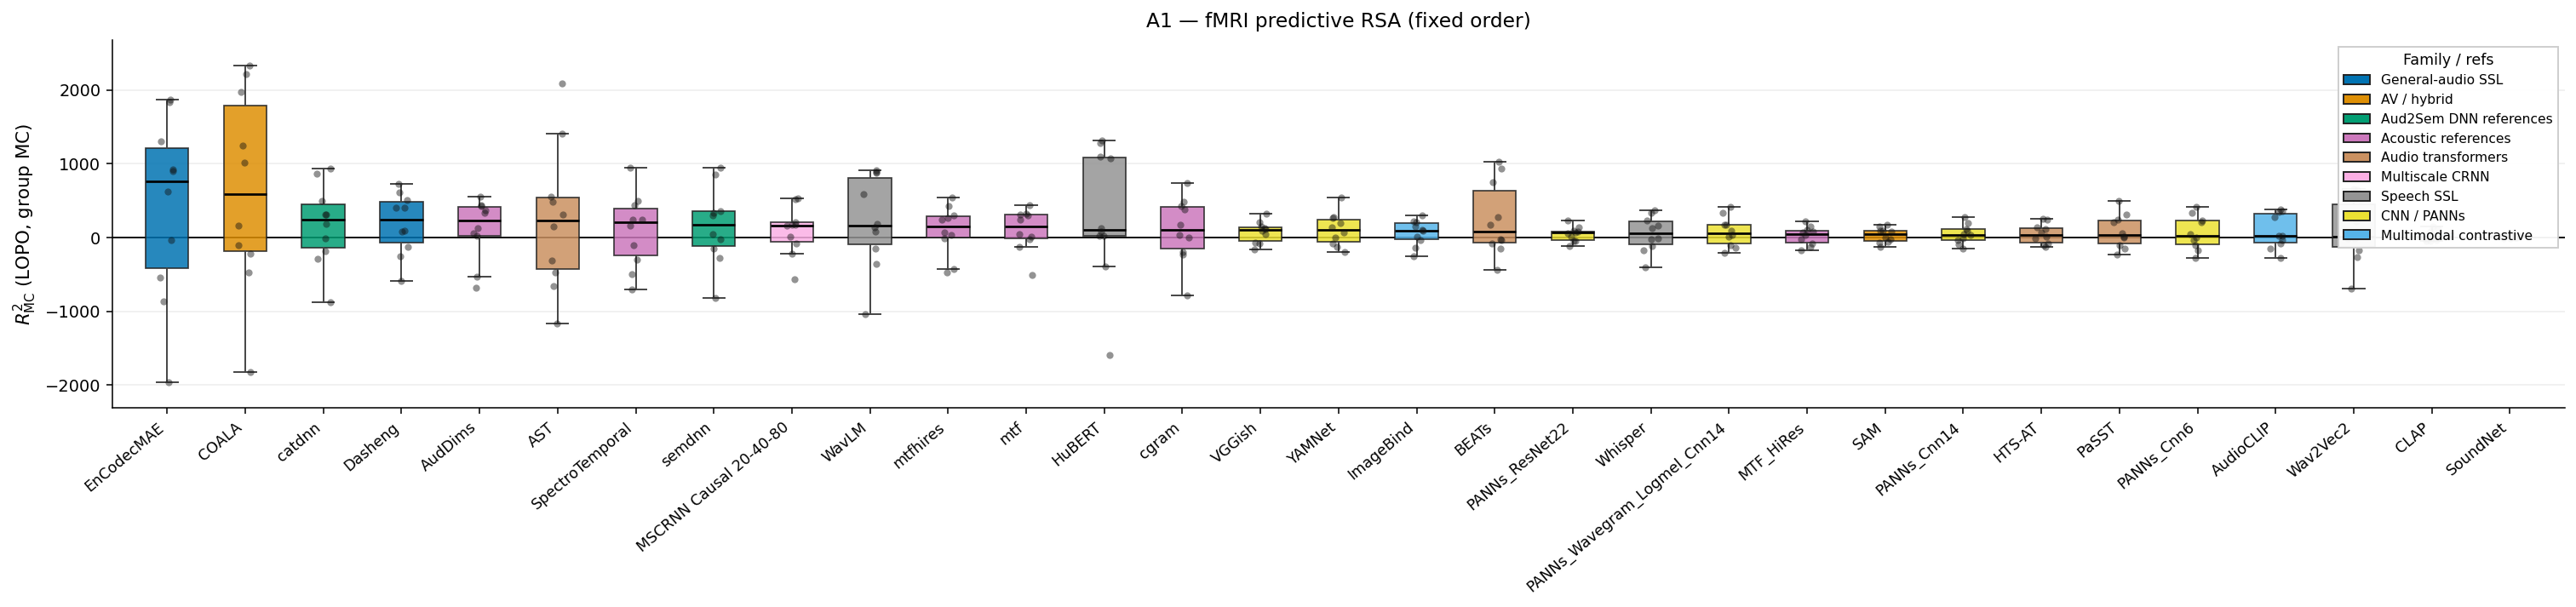 A1 — fMRI predictive RSA (fixed order)
R²MC (LOPO, group MC)
2000
1000
0
−1000
−2000
Family / refs
General-audio SSL
AV / hybrid
Aud2Sem DNN references
Acoustic references
Audio transformers
Multiscale CRNN
Speech SSL
CNN / PANNs
Multimodal contrastive
EnCodecMAE
COALA
catdnn
Dasheng
AudDims
AST
SpectroTemporal
semdnn
MSCRNN Causal 20-40-80
WavLM
mtfhires
mtf
HuBERT
cgram
VGGish
YAMNet
ImageBind
BEATs
PANNs_ResNet22
Whisper
PANNs_Wavegram_Logmel_Cnn14
MTF_HiRes
SAM
PANNs_Cnn14
HTS-AT
PaSST
PANNs_Cnn6
AudioCLIP
Wav2Vec2
CLAP
SoundNet